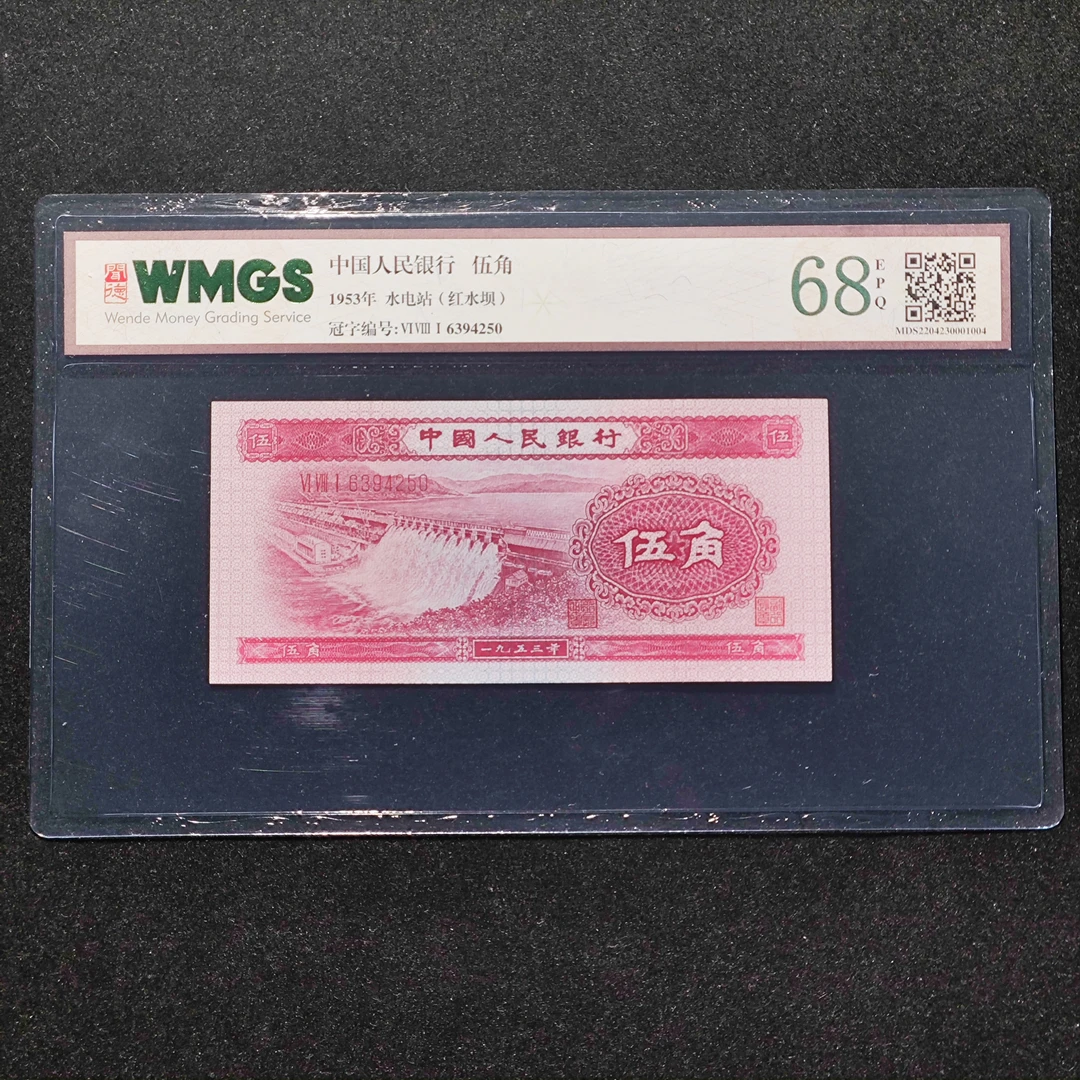 聞德
WMGS
Wende Money Grading Service
中国人民银行 伍角
1953年 水电站（红水坝）
冠字编号:VI VIII I 6394250
68
EPQ
MDS2204230001004
伍 中國人民銀行 伍
VI VIII I 6394250
伍角
伍角 一九五三年 伍角